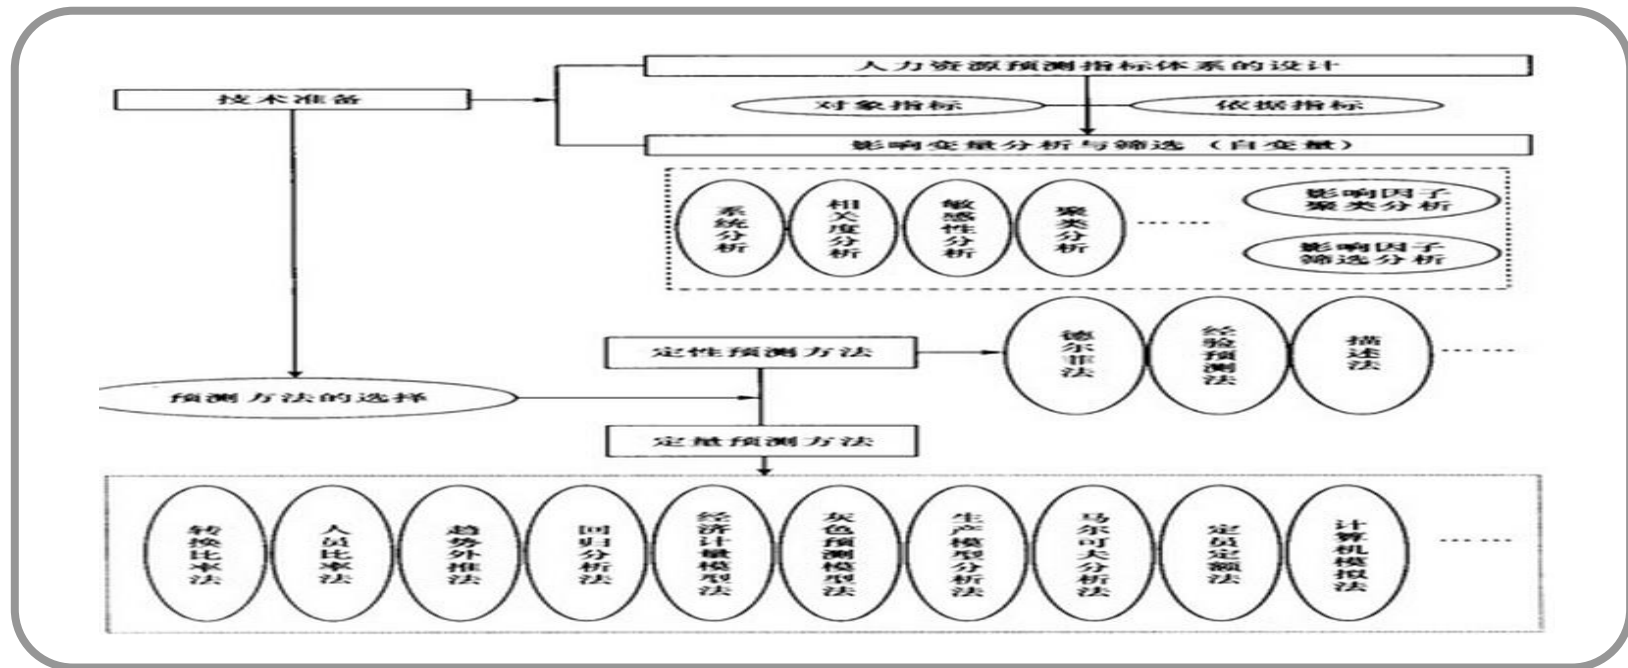 人力资源预测指标体系的设计
技术准备
对象指标
依据指标
影响变量分析与筛选（自变量）
系统分析
相关度分析
敏感性分析
聚类分析
……
影响因子
聚类分析
影响因子
筛选分析
定性预测方法
德尔菲法
经验预测法
描述法
……
预测方法的选择
定量预测方法
转换比率法
人员比率法
趋势外推法
回归分析法
经济计量模型法
灰色预测模型法
生产模型分析法
马尔可夫分析法
定员定额法
计算机模拟法
……